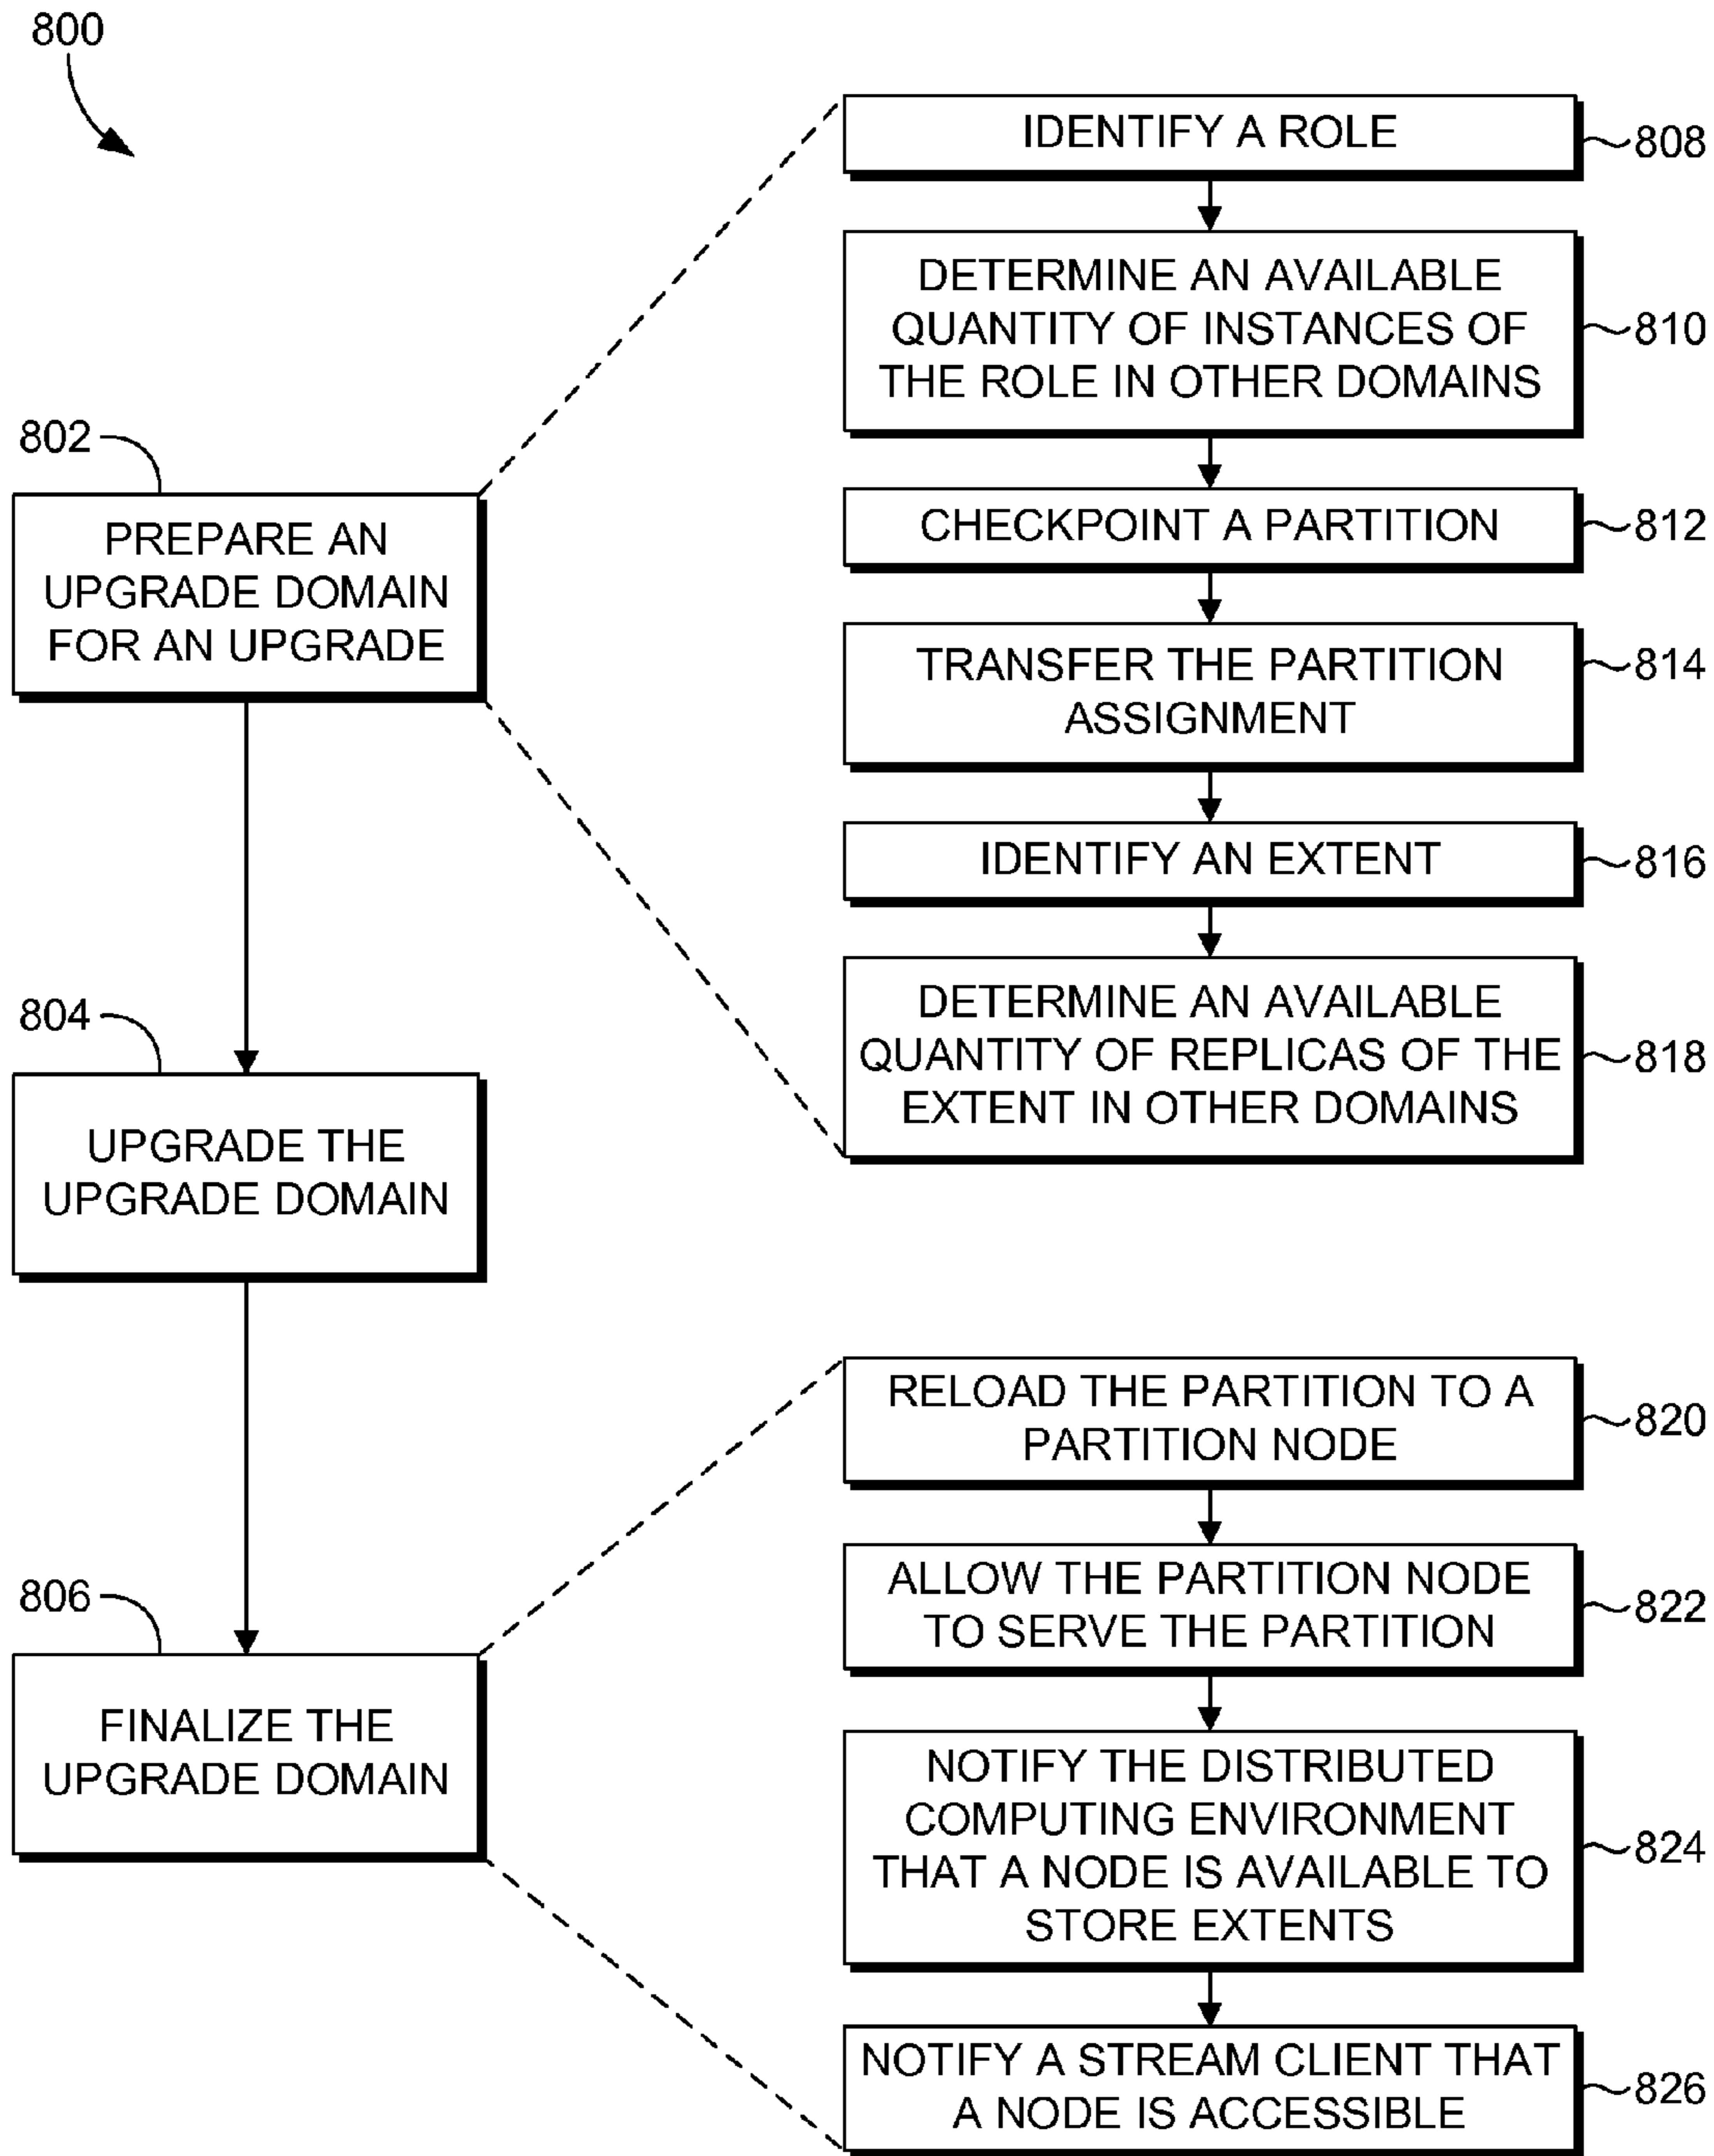 800
802
PREPARE AN
UPGRADE DOMAIN
FOR AN UPGRADE
804
UPGRADE THE
UPGRADE DOMAIN
806
FINALIZE THE
UPGRADE DOMAIN
IDENTIFY A ROLE
808
DETERMINE AN AVAILABLE
QUANTITY OF INSTANCES OF
THE ROLE IN OTHER DOMAINS
810
CHECKPOINT A PARTITION
812
TRANSFER THE PARTITION
ASSIGNMENT
814
IDENTIFY AN EXTENT
816
DETERMINE AN AVAILABLE
QUANTITY OF REPLICAS OF THE
EXTENT IN OTHER DOMAINS
818
RELOAD THE PARTITION TO A
PARTITION NODE
820
ALLOW THE PARTITION NODE
TO SERVE THE PARTITION
822
NOTIFY THE DISTRIBUTED
COMPUTING ENVIRONMENT
THAT A NODE IS AVAILABLE TO
STORE EXTENTS
824
NOTIFY A STREAM CLIENT THAT
A NODE IS ACCESSIBLE
826